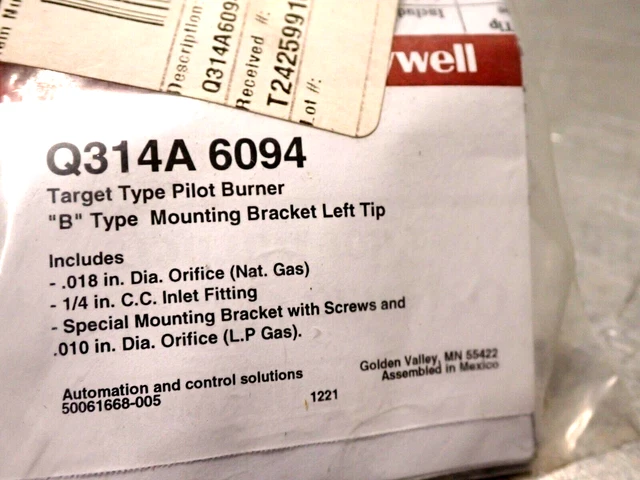 Description
Q314A6094
Received #:
T2425991
Lot #:
ywell
Tip
Q314A 6094
Target Type Pilot Burner
"B" Type Mounting Bracket Left Tip
Includes
- .018 in. Dia. Orifice (Nat. Gas)
- 1/4 in. C.C. Inlet Fitting
- Special Mounting Bracket with Screws and
.010 in. Dia. Orifice (L.P Gas).
Automation and control solutions
50061668-005
1221
Golden Valley, MN 55422
Assembled in Mexico